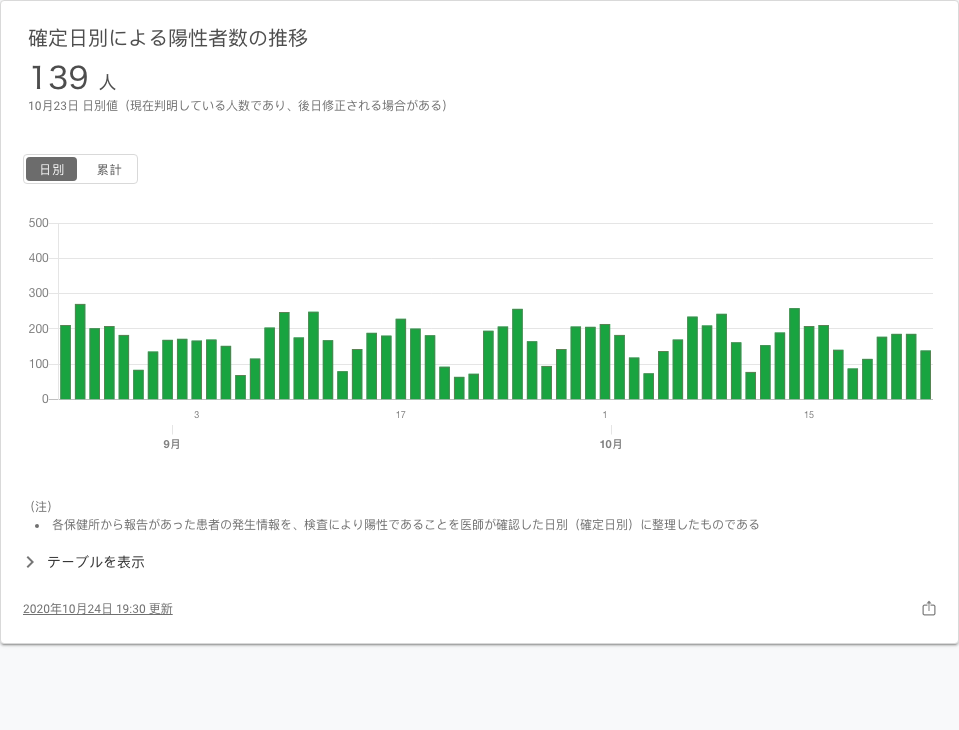 確定日別による陽性者数の推移
139 人
10月23日 日別値（現在判明している人数であり、後日修正される場合がある）
日別 累計
500
400
300
200
100
0
3 17 1 15
9月 10月
（注）
• 各保健所から報告があった患者の発生情報を、検査により陽性であることを医師が確認した日別（確定日別）に整理したものである
テーブルを表示
2020年10月24日 19:30 更新